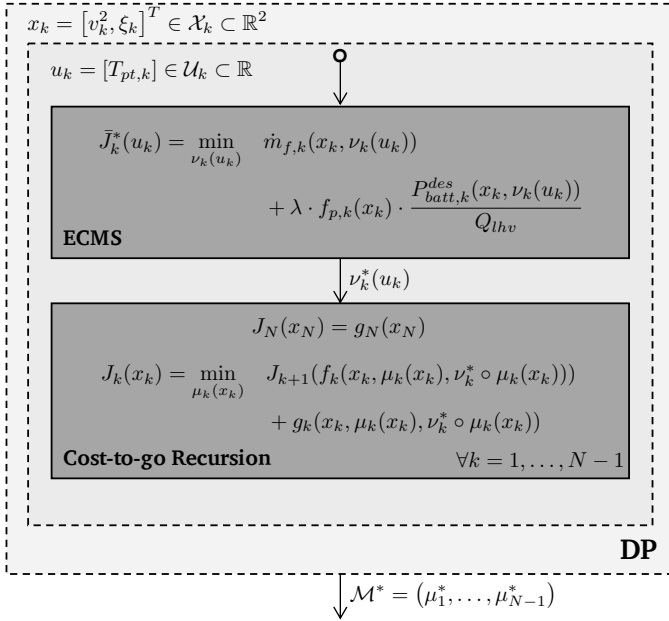 x_k = [v_k^2, ξ_k]^T ∈ 𝒳_k ⊂ ℝ^2
u_k = [T_{pt,k}] ∈ 𝒰_k ⊂ ℝ
J̄_k^*(u_k) = min_{ν_k(u_k)} ṁ_{f,k}(x_k, ν_k(u_k))
+ λ · f_{p,k}(x_k) · \frac{P_{batt,k}^{des}(x_k, ν_k(u_k))}{Q_{lhv}}
ECMS
ν_k^*(u_k)
J_N(x_N) = g_N(x_N)
J_k(x_k) = min_{μ_k(x_k)} J_{k+1}(f_k(x_k, μ_k(x_k), ν_k^* ∘ μ_k(x_k)))
+ g_k(x_k, μ_k(x_k), ν_k^* ∘ μ_k(x_k))
Cost-to-go Recursion ∀k = 1, …, N − 1
DP
ℳ^* = (μ_1^*, …, μ_{N−1}^*)